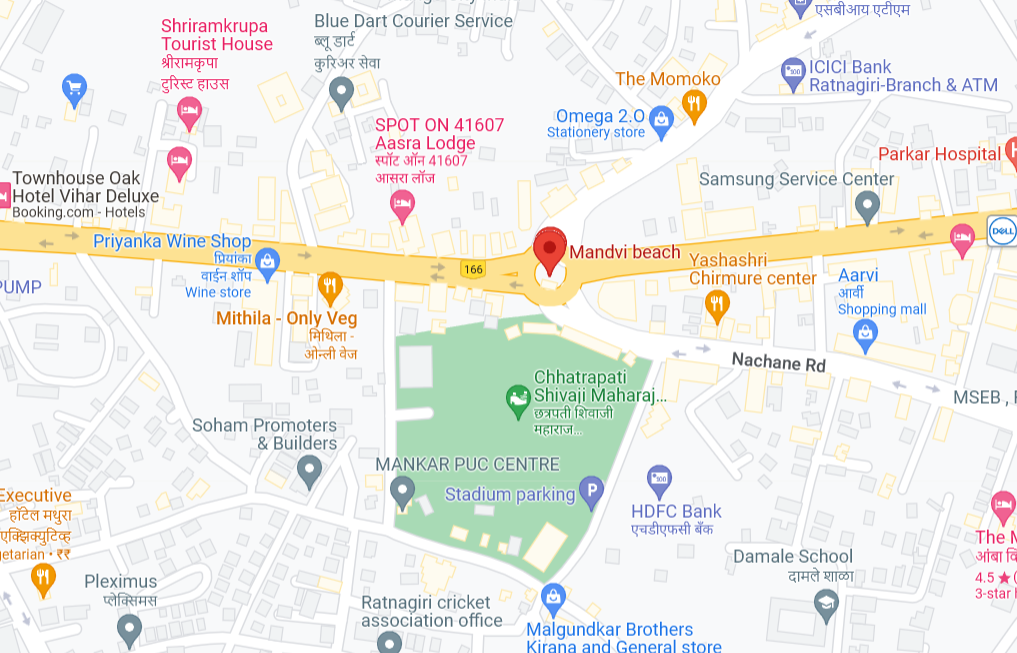 एसबीआय एटीएम
Shriramkrupa
Tourist House
श्रीरामकृपा
टुरिस्ट हाउस
Blue Dart Courier Service
ब्लू डार्ट
कुरिअर सेवा
The Momoko
ICICI Bank
Ratnagiri-Branch & ATM
Omega 2.O
Stationery store
SPOT ON 41607
Aasra Lodge
स्पॉट ऑन 41607
आसरा लॉज
Parkar Hospital
Samsung Service Center
Townhouse Oak
Hotel Vihar Deluxe
Booking.com - Hotels
DELL
Priyanka Wine Shop
प्रियांका
वाईन शॉप
Wine store
166
Mandvi beach
Yashashri
Chirmure center
Aarvi
आर्वी
Shopping mall
PUMP
Mithila - Only Veg
मिथिला -
ओन्ली वेज
Nachane Rd
Chhatrapati
Shivaji Maharaj...
छत्रपती शिवाजी
महाराज...
MSEB ,
Soham Promoters
& Builders
MANKAR PUC CENTRE
Stadium parking
P
HDFC Bank
एचडीएफसी बँक
Executive
हॉटेल मथुरा
एक्झिक्युटिव्ह
getarian • ₹₹
The M
आंबा वि
4.5 ★
3-star h
Damale School
दामले शाळा
Pleximus
प्लेक्सिमस
Ratnagiri cricket
association office
Malgundkar Brothers
Kirana and General store